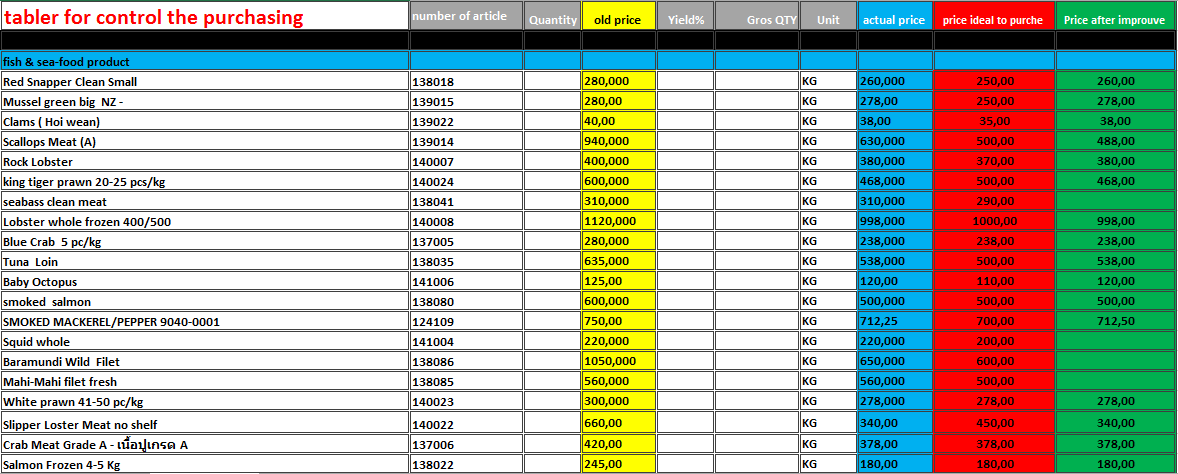 tabler for control the purchasing number of article Quantity old price Yield% Gros QTY Unit actual price price ideal to purche Price after improuve
fish & sea-food product
Red Snapper Clean Small 138018 280,000 KG 260,000 250,00 260,00
Mussel green big NZ - 139015 280,00 KG 278,00 250,00 278,00
Clams ( Hoi wean) 139022 40,00 KG 38,00 35,00 38,00
Scallops Meat (A) 139014 940,000 KG 630,000 500,00 488,00
Rock Lobster 140007 400,000 KG 380,000 370,00 380,00
king tiger prawn 20-25 pcs/kg 140024 600,000 KG 468,000 500,00 468,00
seabass clean meat 138041 310,000 KG 310,000 290,00
Lobster whole frozen 400/500 140008 1120,000 KG 998,000 1000,00 998,00
Blue Crab 5 pc/kg 137005 280,000 KG 238,000 238,00 238,00
Tuna Loin 138035 635,000 KG 538,000 500,00 538,00
Baby Octopus 141006 125,00 KG 120,00 110,00 120,00
smoked salmon 138080 600,000 KG 500,000 500,00 500,00
SMOKED MACKEREL/PEPPER 9040-0001 124109 750,00 KG 712,25 700,00 712,50
Squid whole 141004 220,000 KG 220,000 200,00
Baramundi Wild Filet 138086 1050,000 KG 650,000 600,00
Mahi-Mahi filet fresh 138085 560,000 KG 560,000 500,00
White prawn 41-50 pc/kg 140023 300,000 KG 278,000 278,00 278,00
Slipper Loster Meat no shelf 140022 660,00 KG 340,00 450,00 340,00
Crab Meat Grade A - เนื้อปูเกรด A 137006 420,00 KG 378,00 378,00 378,00
Salmon Frozen 4-5 Kg 138022 245,00 KG 180,00 180,00 180,00